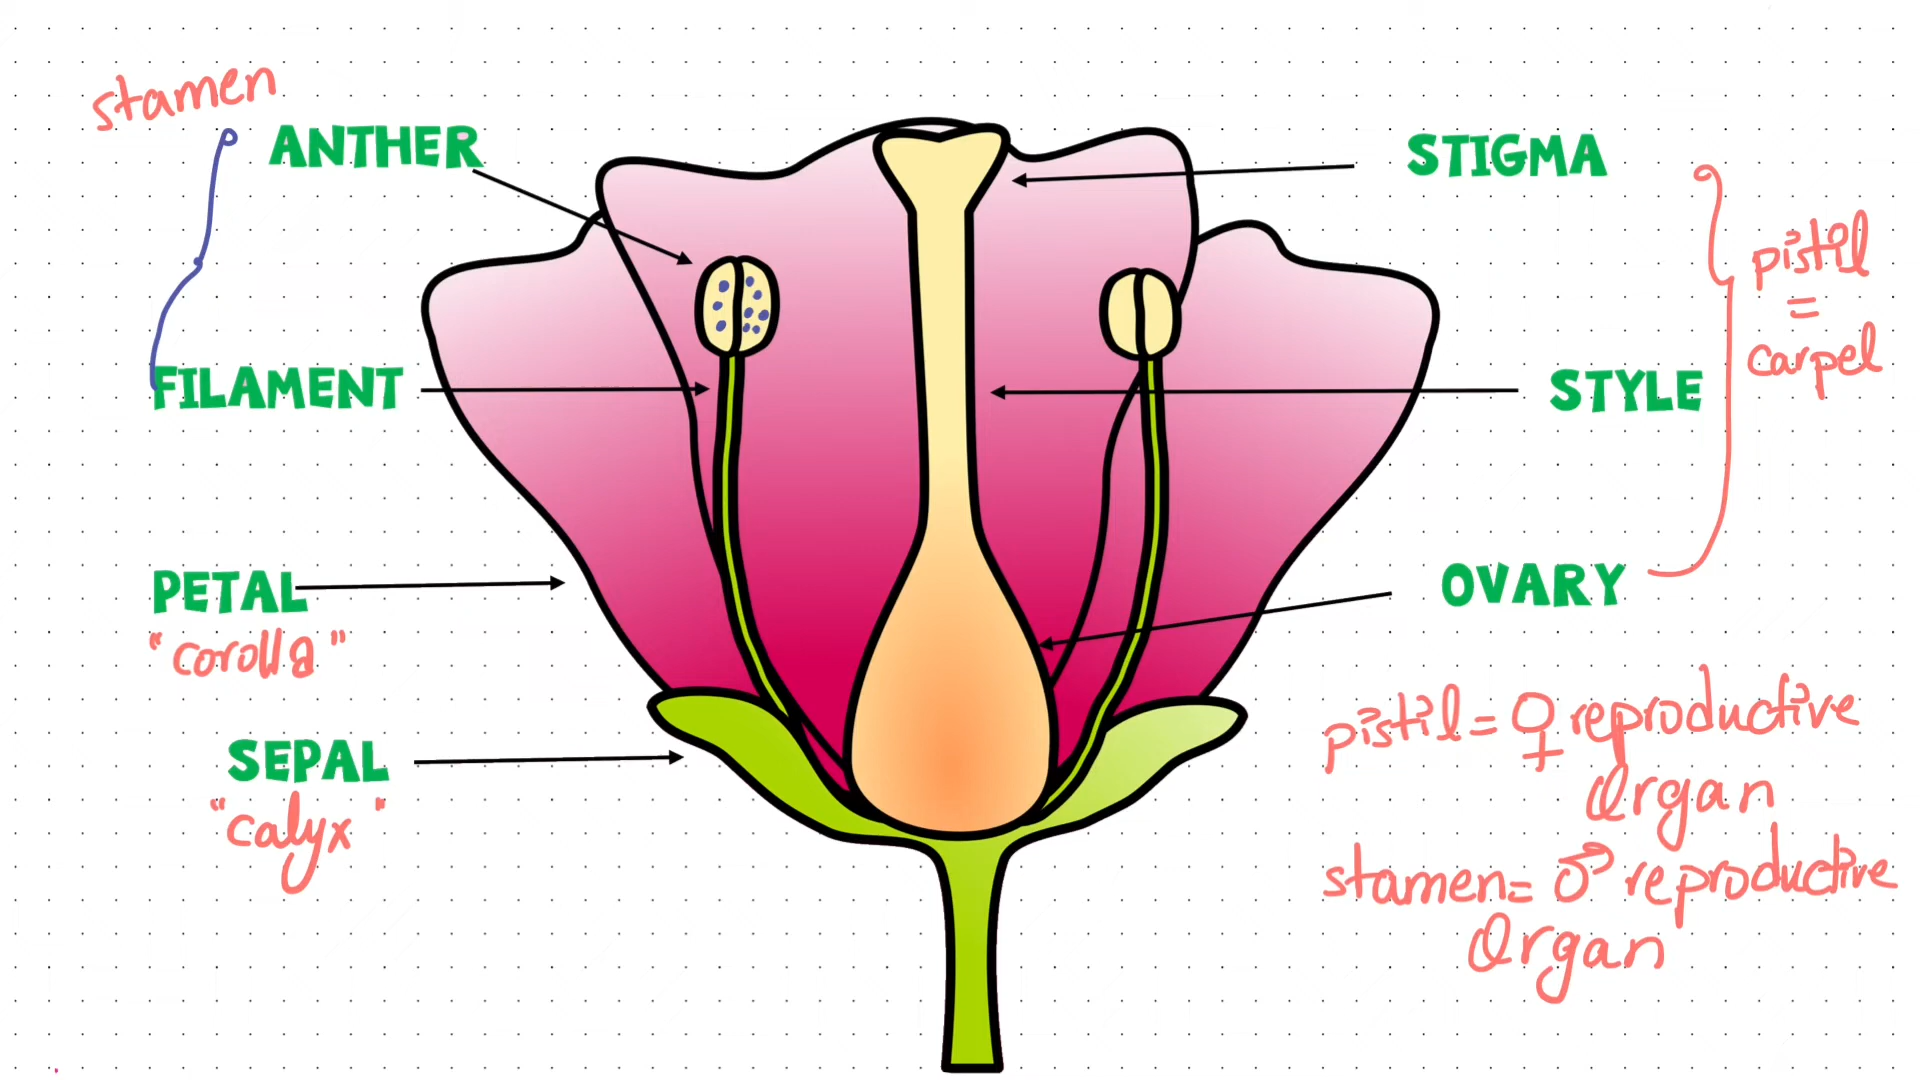 stamen
ANTHER
FILAMENT
PETAL
"corolla"
SEPAL
"calyx"
STIGMA
pistil
=
carpel
STYLE
OVARY
pistil = ♀ reproductive
organ
stamen = ♂ reproductive
organ